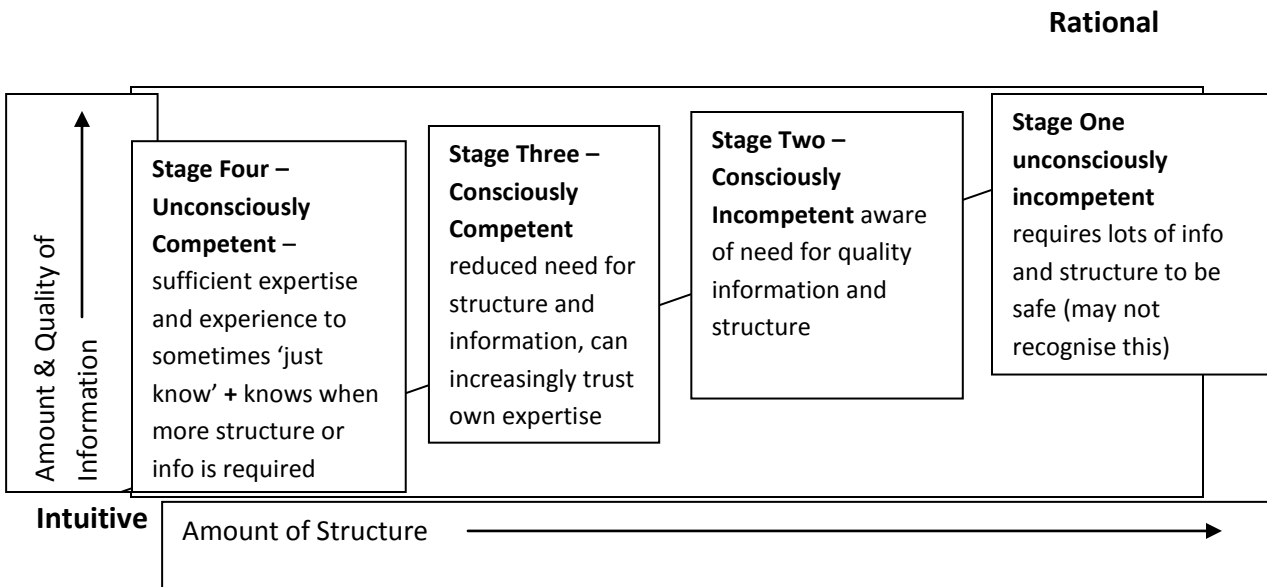 Rational
Amount & Quality of
Information
Stage Four –
Unconsciously
Competent –
sufficient expertise
and experience to
sometimes ‘just
know’ + knows when
more structure or
info is required
Stage Three –
Consciously
Competent
reduced need for
structure and
information, can
increasingly trust
own expertise
Stage Two –
Consciously
Incompetent aware
of need for quality
information and
structure
Stage One
unconsciously
incompetent
requires lots of info
and structure to be
safe (may not
recognise this)
Intuitive
Amount of Structure